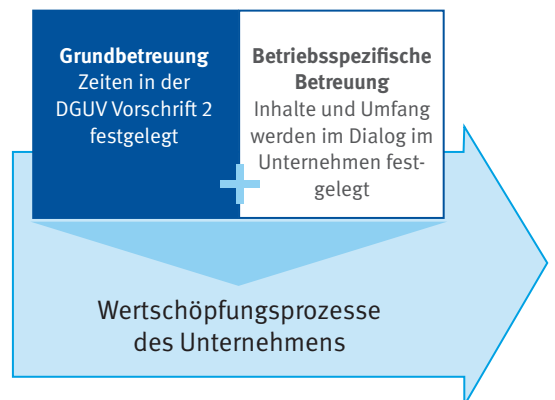 Grundbetreuung
Zeiten in der
DGUV Vorschrift 2
festgelegt
Betriebsspezifische
Betreuung
Inhalte und Umfang
werden im Dialog im
Unternehmen fest-
gelegt
Wertschöpfungsprozesse
des Unternehmens